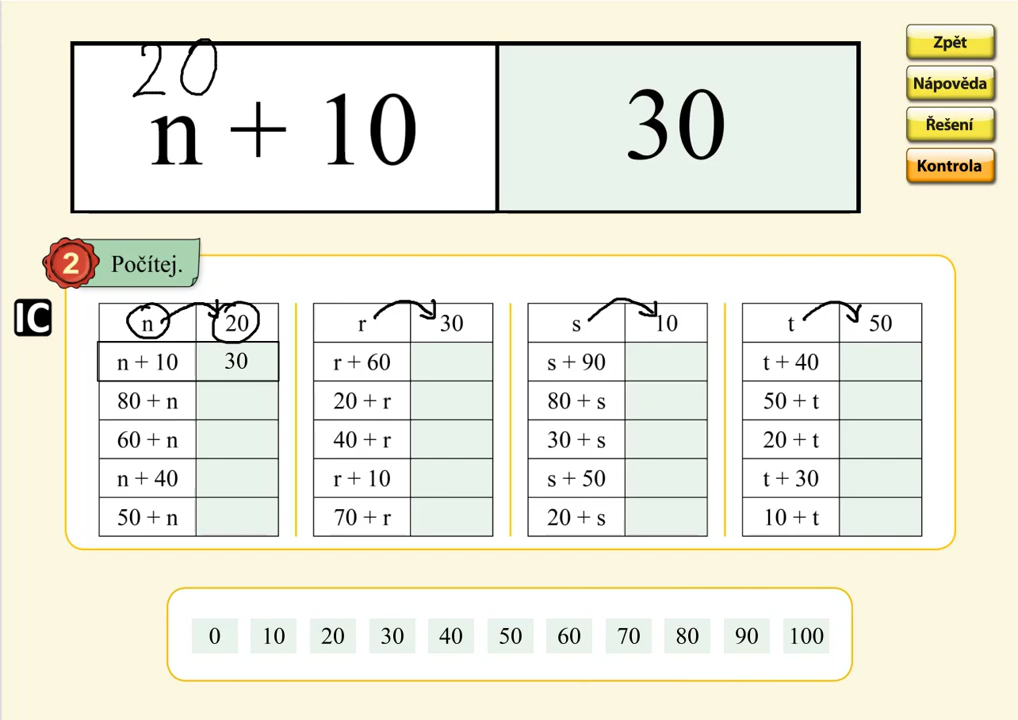 20
n + 10 30
Zpět
Nápověda
Řešení
Kontrola
2 Počítej.
IC
n 20
n + 10 30
80 + n
60 + n
n + 40
50 + n
r 30
r + 60
20 + r
40 + r
r + 10
70 + r
s 10
s + 90
80 + s
30 + s
s + 50
20 + s
t 50
t + 40
50 + t
20 + t
t + 30
10 + t
0 10 20 30 40 50 60 70 80 90 100